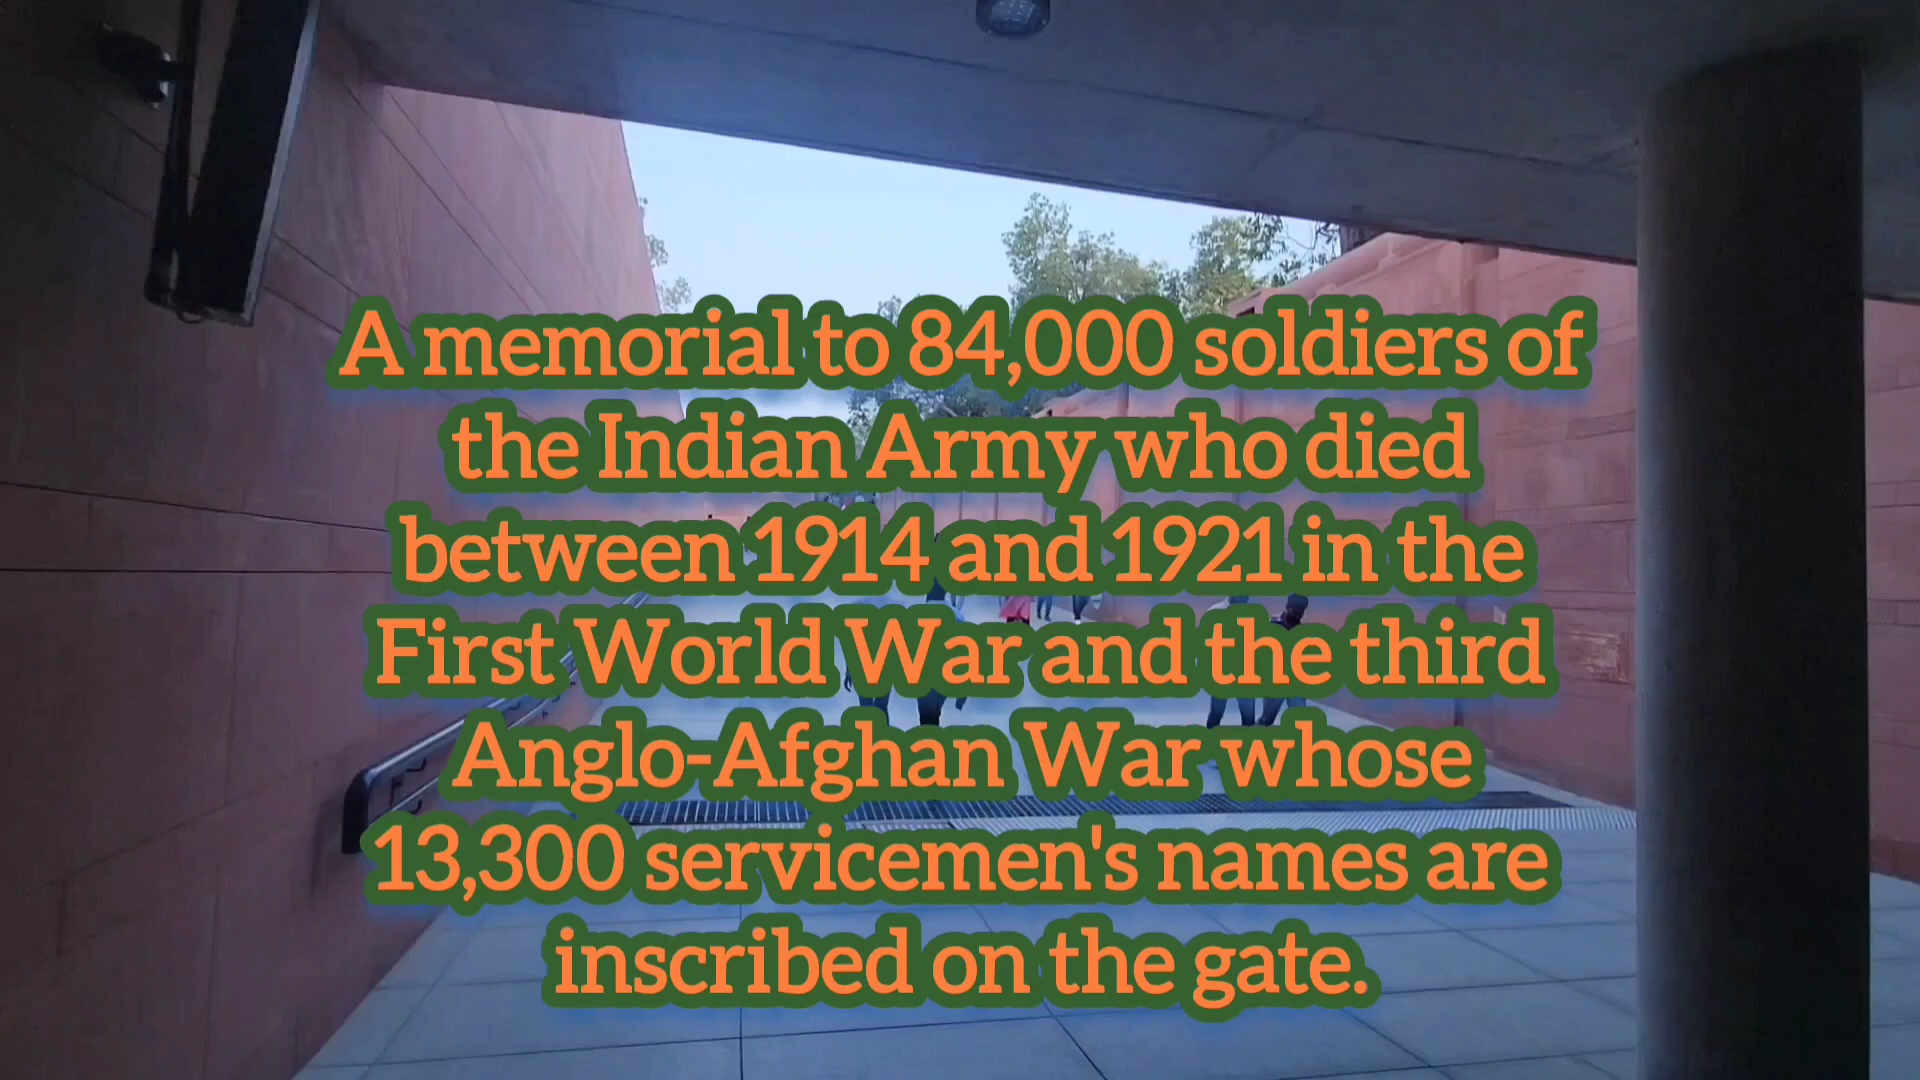 A memorial to 84,000 soldiers of
the Indian Army who died
between 1914 and 1921 in the
First World War and the third
Anglo-Afghan War whose
13,300 servicemen's names are
inscribed on the gate.